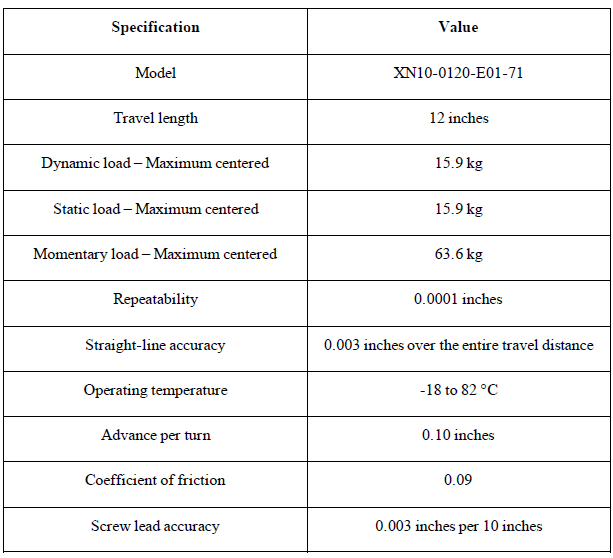 Specification Value
Model XN10-0120-E01-71
Travel length 12 inches
Dynamic load – Maximum centered 15.9 kg
Static load – Maximum centered 15.9 kg
Momentary load – Maximum centered 63.6 kg
Repeatability 0.0001 inches
Straight-line accuracy 0.003 inches over the entire travel distance
Operating temperature -18 to 82 °C
Advance per turn 0.10 inches
Coefficient of friction 0.09
Screw lead accuracy 0.003 inches per 10 inches